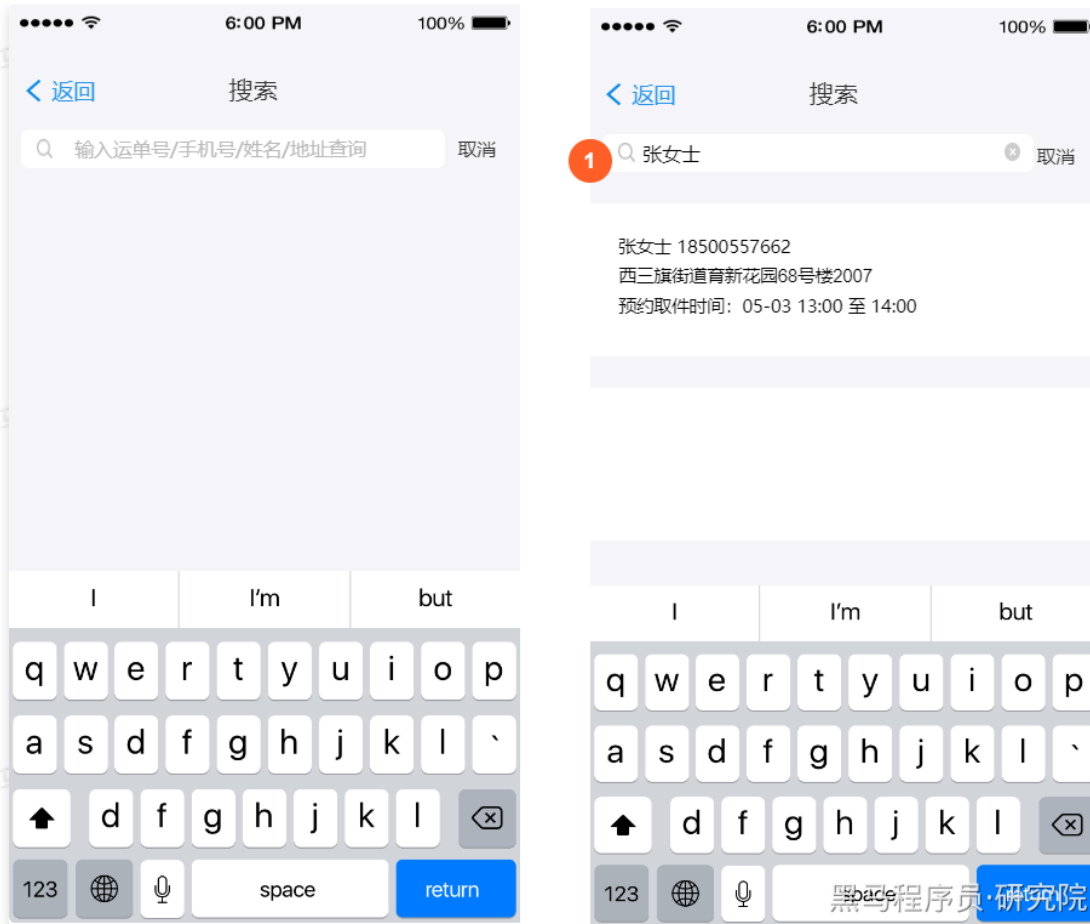 6:00 PM
100%
返回
搜索
输入运单号/手机号/姓名/地址查询
取消
I
I'm
but
q w e r t y u i o p
a s d f g h j k l `
d f g h j k l
123
space
return
6:00 PM
100%
返回
搜索
1
张女士
取消
张女士 18500557662
西三旗街道育新花园68号楼2007
预约取件时间：05-03 13:00 至 14:00
I
I'm
but
q w e r t y u i o p
a s d f g h j k l `
d f g h j k l
123
space
return
黑马程序员·研究院